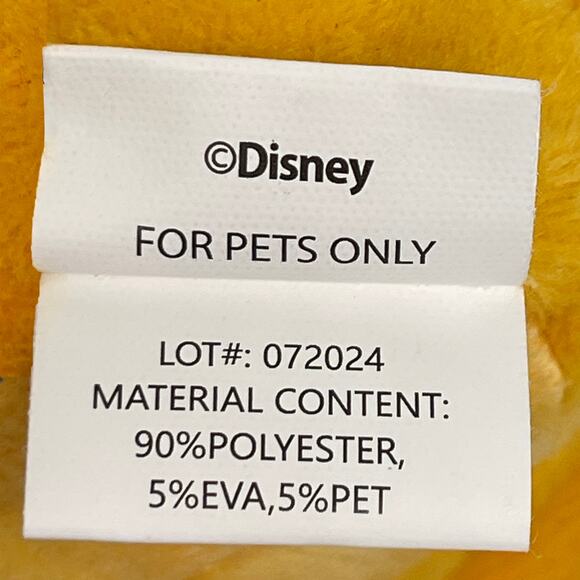 ©Disney
FOR PETS ONLY
LOT#: 072024
MATERIAL CONTENT:
90%POLYESTER,
5%EVA,5%PET